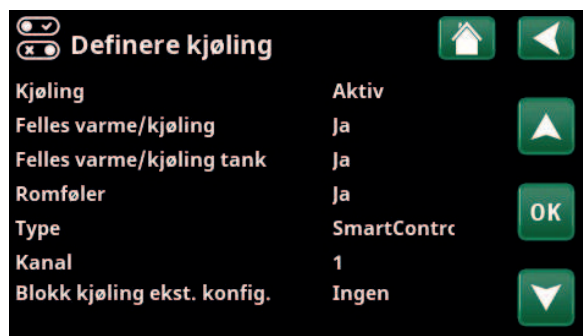 Definere kjøling
Kjøling Aktiv
Felles varme/kjøling Ja
Felles varme/kjøling tank Ja
Romføler Ja
Type SmartContrc
OK
Kanal 1
Blokk kjøling ekst. konfig. Ingen